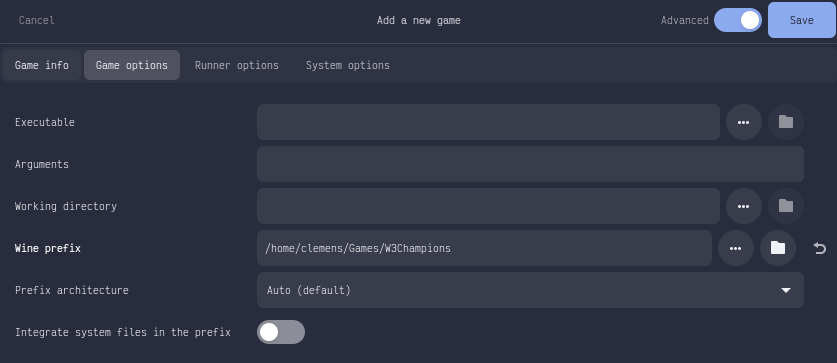 Cancel
Add a new game
Advanced
Save
Game info
Game options
Runner options
System options
Executable
Arguments
Working directory
Wine prefix
/home/clemens/Games/W3Champions
Prefix architecture
Auto (default)
Integrate system files in the prefix